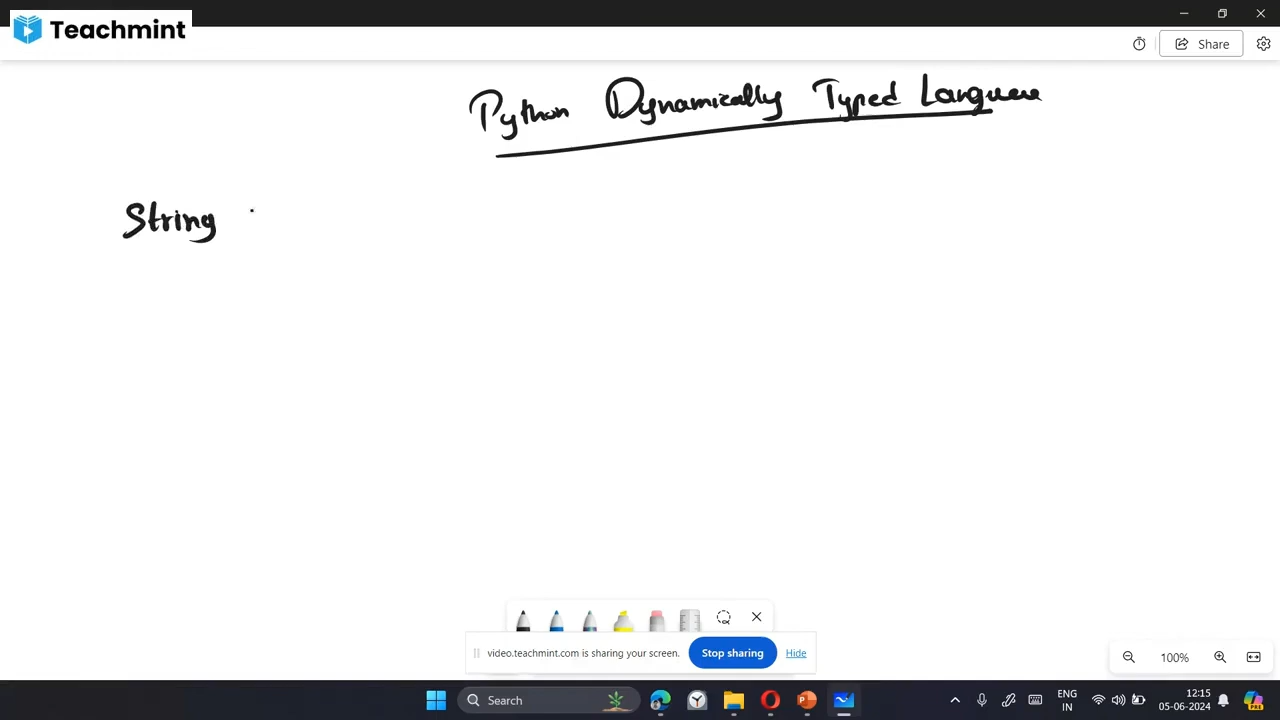 Teachmint
Share
Python Dynamically Typed
String
video.teachmint.com is sharing your screen. Stop sharing Hide
100%
Search
ENG
IN
12:15
05-06-2024